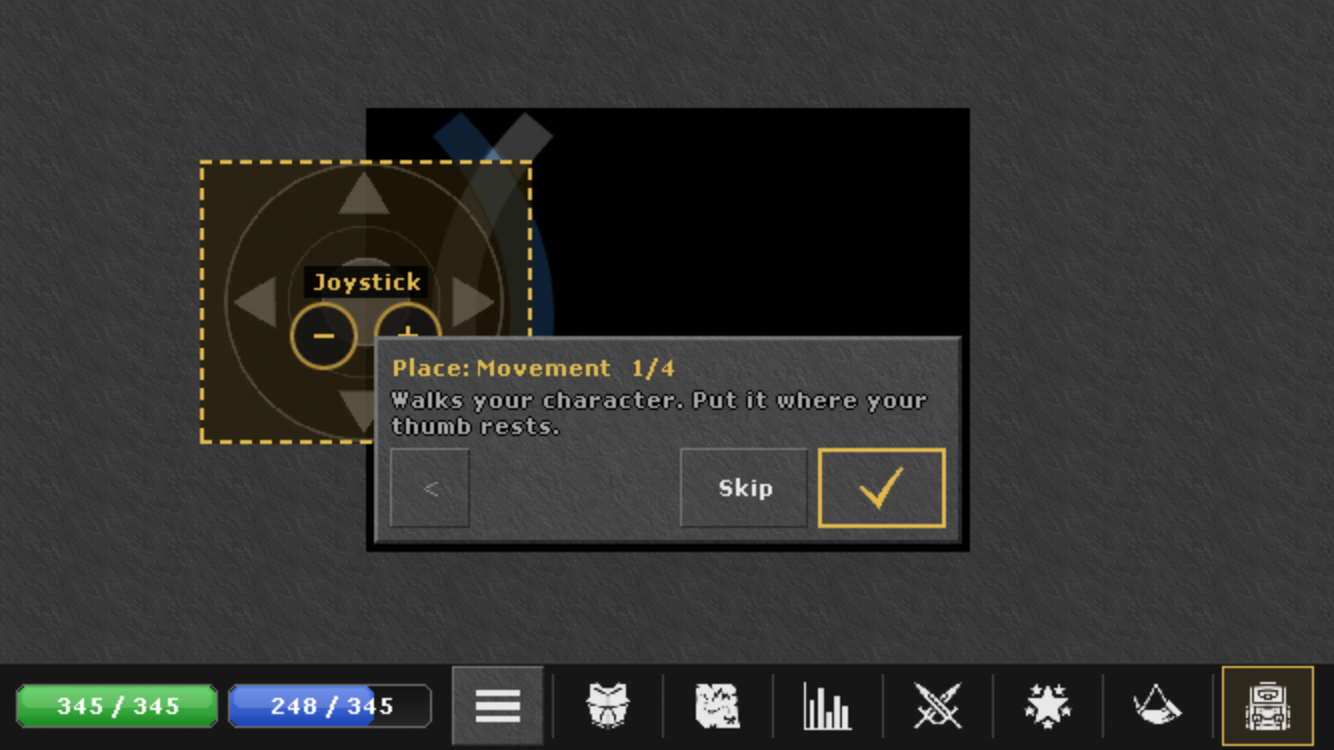 Joystick
− +
Place: Movement 1/4
Walks your character. Put it where your
thumb rests.
< Skip
345 / 345 248 / 345